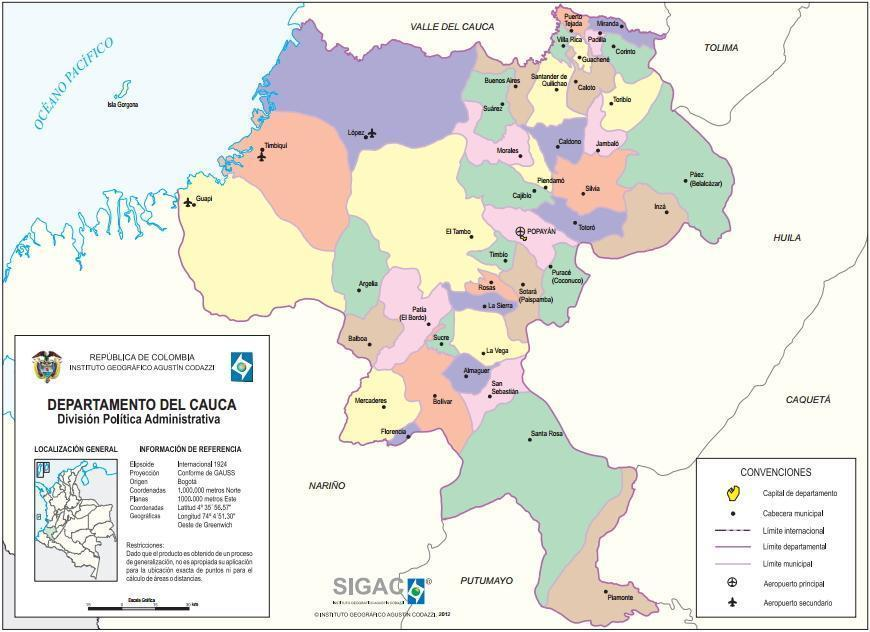 VALLE DEL CAUCA
TOLIMA
OCÉANO PACÍFICO
Isla Gorgona
Puerto
Tejada
Miranda
Villa Rica
Padilla
Corinto
Guachené
Buenos Aires
Santander de
Quilichao
Caloto
Toribío
Suárez
López
Timbiquí
Caldono
Jambaló
Morales
Páez
(Belalcázar)
Piendamó
Silvia
Cajibío
Guapi
Inzá
El Tambo
POPAYÁN
Totoró
HUILA
Timbío
Puracé
(Coconuco)
Argelia
Rosas
Sotará
(Paispamba)
La Sierra
Patía
(El Bordo)
Balboa
Sucre
La Vega
Almaguer
San
Sebastián
Mercaderes
Bolívar
Florencia
Santa Rosa
CAQUETÁ
NARIÑO
PUTUMAYO
Piamonte
REPÚBLICA DE COLOMBIA
INSTITUTO GEOGRÁFICO AGUSTÍN CODAZZI
DEPARTAMENTO DEL CAUCA
División Política Administrativa
LOCALIZACIÓN GENERAL
INFORMACIÓN DE REFERENCIA
Elipsoide Internacional 1924
Proyección Conforme de GAUSS
Origen Bogotá
Coordenadas 1,000,000 metros Norte
Planas 1000.000 metros Este
Coordenadas Latitud 4° 35´ 56,57"
Geográficas Longitud 74° 4´51,30"
Oeste de Greenwich
Restricciones:
Dado que el producto es obtenido de un proceso
de generalización, no es apropiada su aplicación
para la ubicación exacta de puntos ni para el
cálculo de áreas o distancias.
Escala Gráfica
15 0 15 30 km
SIGAC ®
INSTITUTO GEOGRÁFICO AGUSTÍN CODAZZI
© INSTITUTO GEOGRÁFICO AGUSTÍN CODAZZI, 2012
CONVENCIONES
Capital de departamento
Cabecera municipal
Límite internacional
Límite departamental
Límite municipal
Aeropuerto principal
Aeropuerto secundario